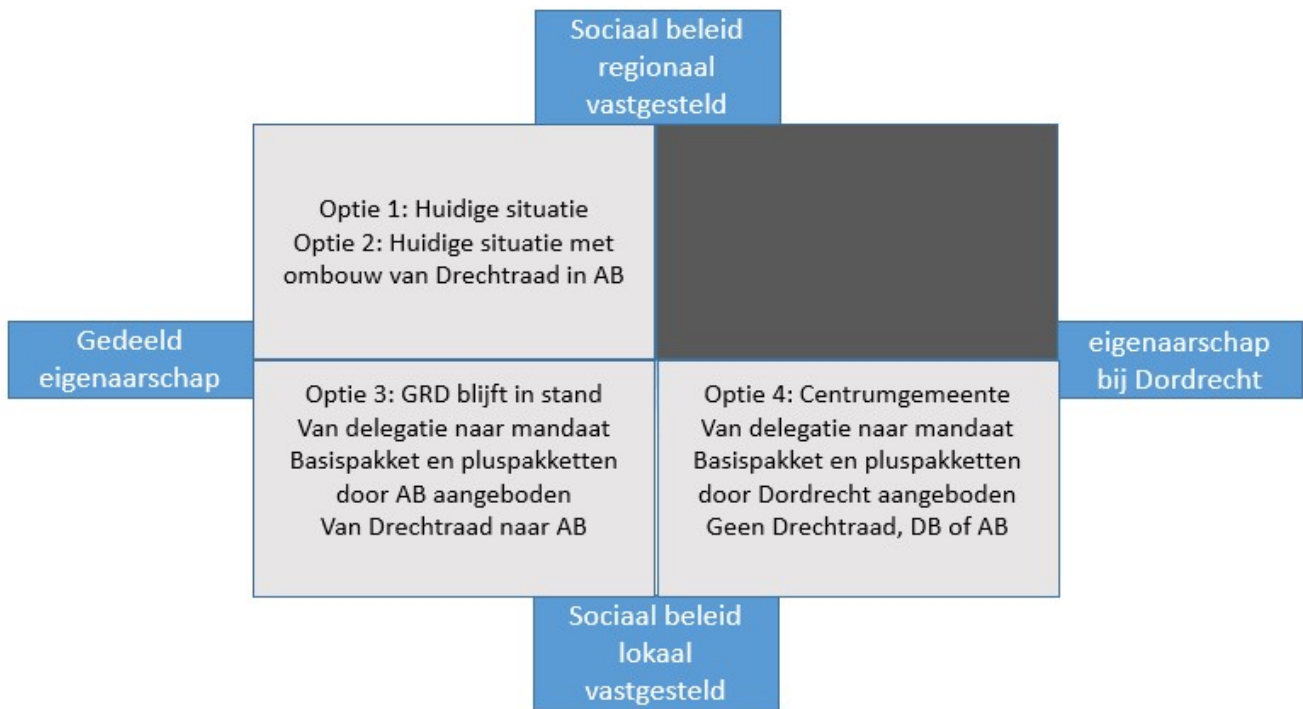 Sociaal beleid
regionaal
vastgesteld
Optie 1: Huidige situatie
Optie 2: Huidige situatie met
ombouw van Drechtraad in AB
Gedeeld
eigenaarschap
eigenaarschap
bij Dordrecht
Optie 3: GRD blijft in stand
Van delegatie naar mandaat
Basispakket en pluspakketten
door AB aangeboden
Van Drechtraad naar AB
Optie 4: Centrumgemeente
Van delegatie naar mandaat
Basispakket en pluspakketten
door Dordrecht aangeboden
Geen Drechtraad, DB of AB
Sociaal beleid
lokaal
vastgesteld